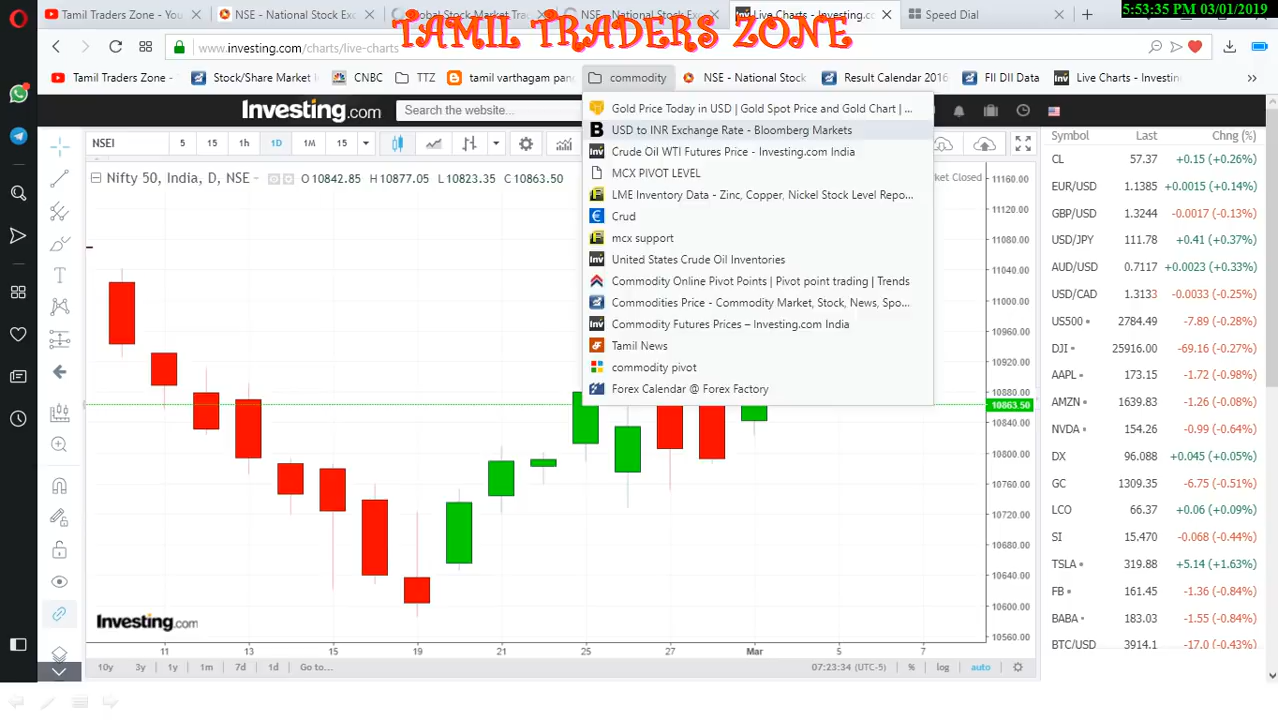 Tamil Traders Zone - You
NSE - National Stock Exc
Global Stock Market Tra
NSE - National Stock Exc
Live Charts - Investing.cc
Speed Dial
5:53:35 PM 03/01/2019
TAMIL TRADERS ZONE
www.investing.com/charts/live-charts
Tamil Traders Zone -
Stock/Share Market I
CNBC
TTZ
tamil varthagam pan
commodity
NSE - National Stock
Result Calendar 2016
FII DII Data
Live Charts - Investin
»
Investing.com
Search the website...
NSEI
5
15
1h
1D
1M
15
Nifty 50, India, D, NSE
O 10842.85 H 10877.05 L 10823.35 C 10863.50
ket Closed
Gold Price Today in USD | Gold Spot Price and Gold Chart | ...
USD to INR Exchange Rate - Bloomberg Markets
Crude Oil WTI Futures Price - Investing.com India
MCX PIVOT LEVEL
LME Inventory Data - Zinc, Copper, Nickel Stock Level Repo...
Crud
mcx support
United States Crude Oil Inventories
Commodity Online Pivot Points | Pivot point trading | Trends
Commodities Price - Commodity Market, Stock, News, Spo...
Commodity Futures Prices – Investing.com India
Tamil News
commodity pivot
Forex Calendar @ Forex Factory
11160.00
11120.00
11080.00
11040.00
11000.00
10960.00
10920.00
10880.00
10863.50
10840.00
10800.00
10760.00
10720.00
10680.00
10640.00
10600.00
10560.00
Symbol Last Chng (%)
CL 57.37 +0.15 (+0.26%)
EUR/USD 1.1385 +0.0015 (+0.14%)
GBP/USD 1.3244 -0.0017 (-0.13%)
USD/JPY 111.78 +0.41 (+0.37%)
AUD/USD 0.7117 +0.0023 (+0.33%)
USD/CAD 1.3133 -0.0033 (-0.25%)
US500 2784.49 -7.89 (-0.28%)
DJI 25916.00 -69.16 (-0.27%)
AAPL 173.15 -1.72 (-0.98%)
AMZN 1639.83 -1.26 (-0.08%)
NVDA 154.26 -0.99 (-0.64%)
DX 96.088 +0.045 (+0.05%)
GC 1309.35 -6.75 (-0.51%)
LCO 66.37 +0.06 (+0.09%)
SI 15.470 -0.068 (-0.44%)
TSLA 319.88 +5.14 (+1.63%)
FB 161.45 -1.36 (-0.84%)
BABA 183.03 -1.55 (-0.84%)
BTC/USD 3914.1 -17.0 (-0.43%)
Investing.com
11 13 15 19 21 25 27 Mar 5 7
10y 3y 1y 1m 7d 1d Go to...
07:23:34 (UTC-5) % log auto